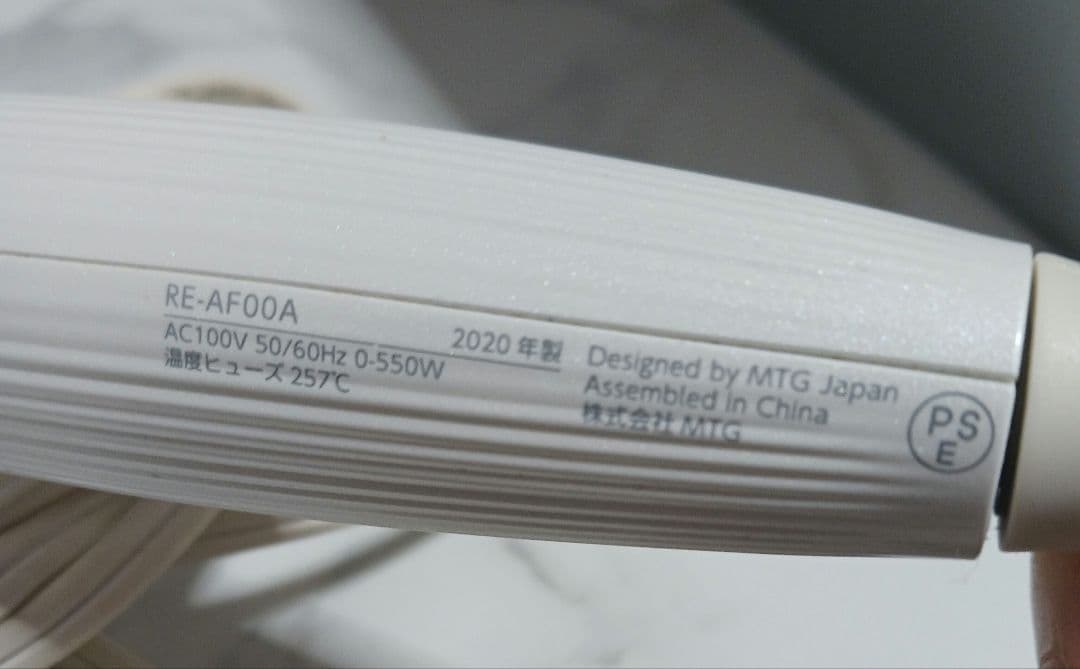 RE-AF00A
AC100V 50/60Hz 0-550W
温度ヒューズ 257℃
2020 年製
Designed by MTG Japan
Assembled in China
株式会社 MTG
PS
E